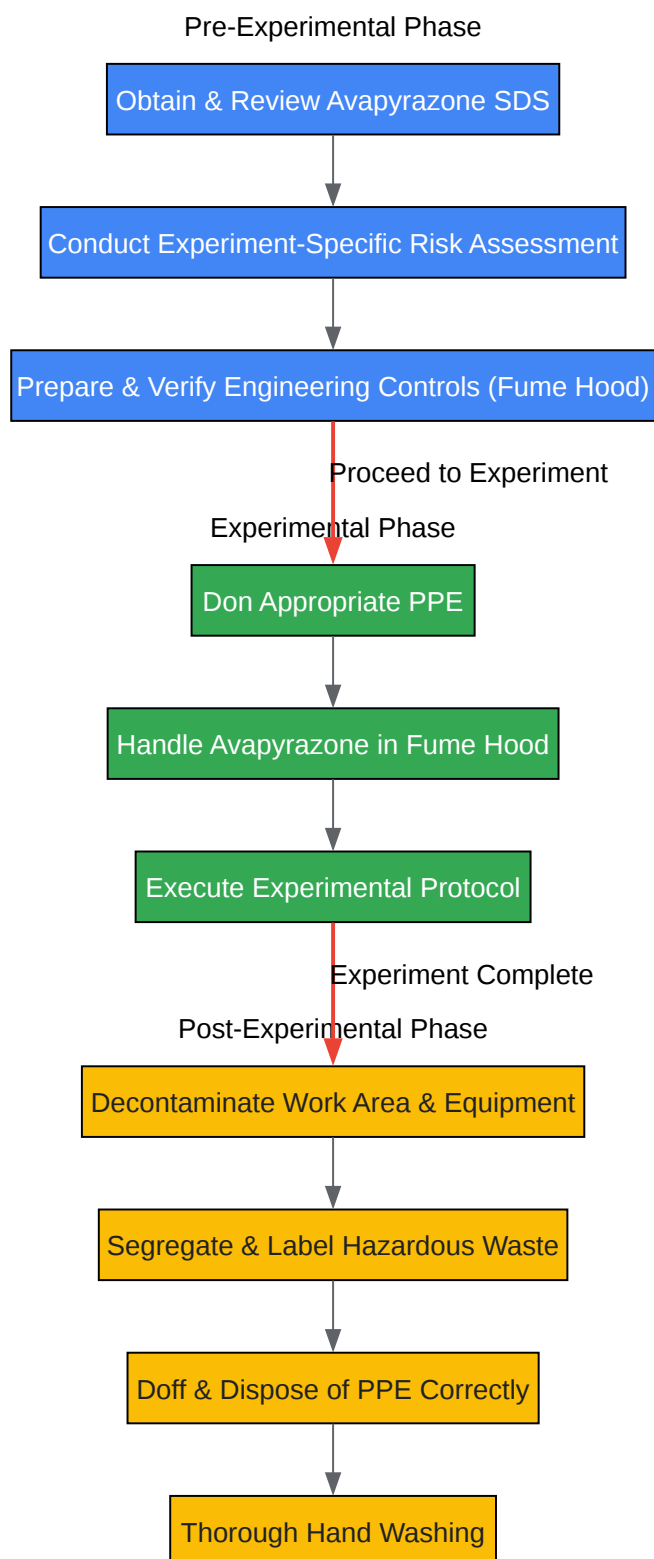 Pre-Experimental Phase
Obtain & Review Avapyrazone SDS
Conduct Experiment-Specific Risk Assessment
Prepare & Verify Engineering Controls (Fume Hood)
Proceed to Experiment
Experimental Phase
Don Appropriate PPE
Handle Avapyrazone in Fume Hood
Execute Experimental Protocol
Experiment Complete
Post-Experimental Phase
Decontaminate Work Area & Equipment
Segregate & Label Hazardous Waste
Doff & Dispose of PPE Correctly
Thorough Hand Washing